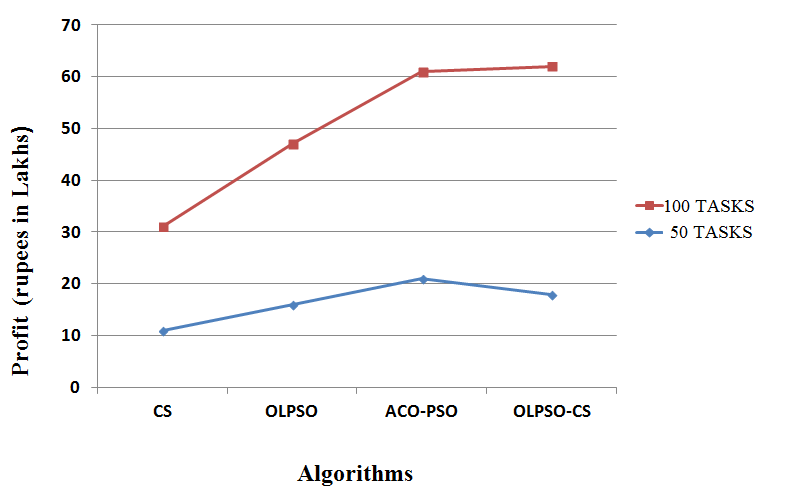 70
60
50
40
30
20
10
0
Profit (rupees in Lakhs)
CS OLPSO ACO-PSO OLPSO-CS
Algorithms
100 TASKS
50 TASKS